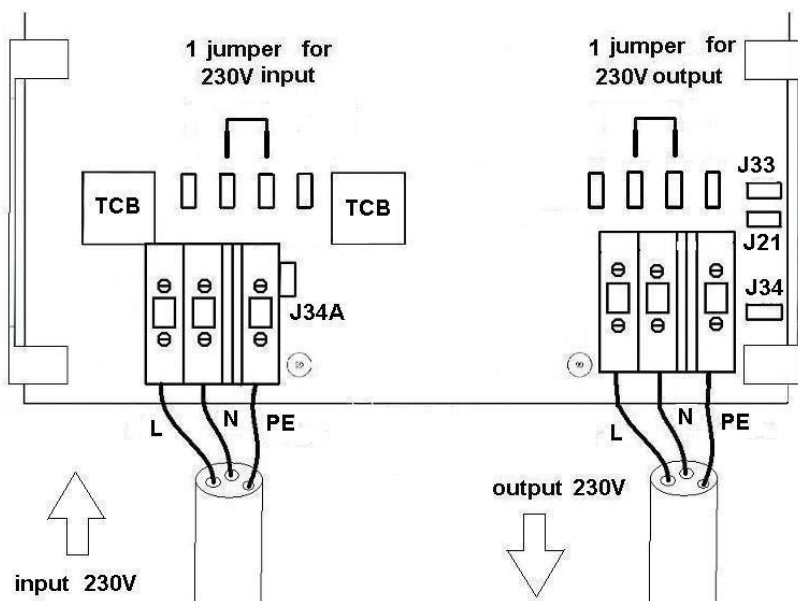 1 jumper for
230V input
1 jumper for
230V output
TCB
TCB
J33
J21
J34A
J34
L
N
PE
L
N
PE
input 230V
output 230V